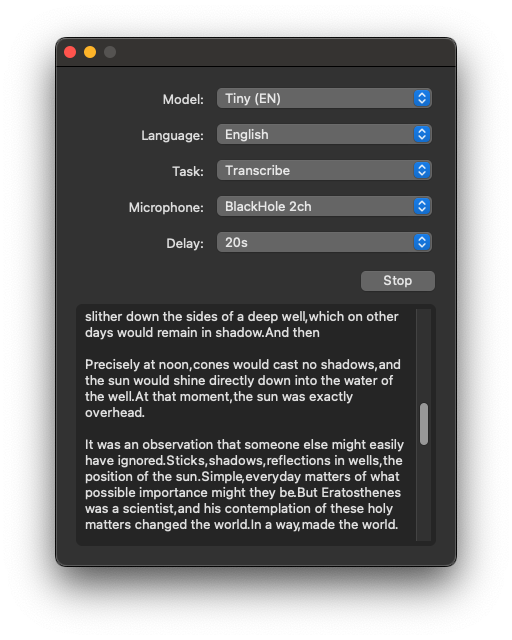 Model: Tiny (EN)
Language: English
Task: Transcribe
Microphone: BlackHole 2ch
Delay: 20s
Stop
slither down the sides of a deep well,which on other
days would remain in shadow.And then
Precisely at noon,cones would cast no shadows,and
the sun would shine directly down into the water of
the well.At that moment,the sun was exactly
overhead.
It was an observation that someone else might easily
have ignored.Sticks,shadows,reflections in wells,the
position of the sun.Simple,everyday matters of what
possible importance might they be.But Eratosthenes
was a scientist,and his contemplation of these holy
matters changed the world.In a way,made the world.